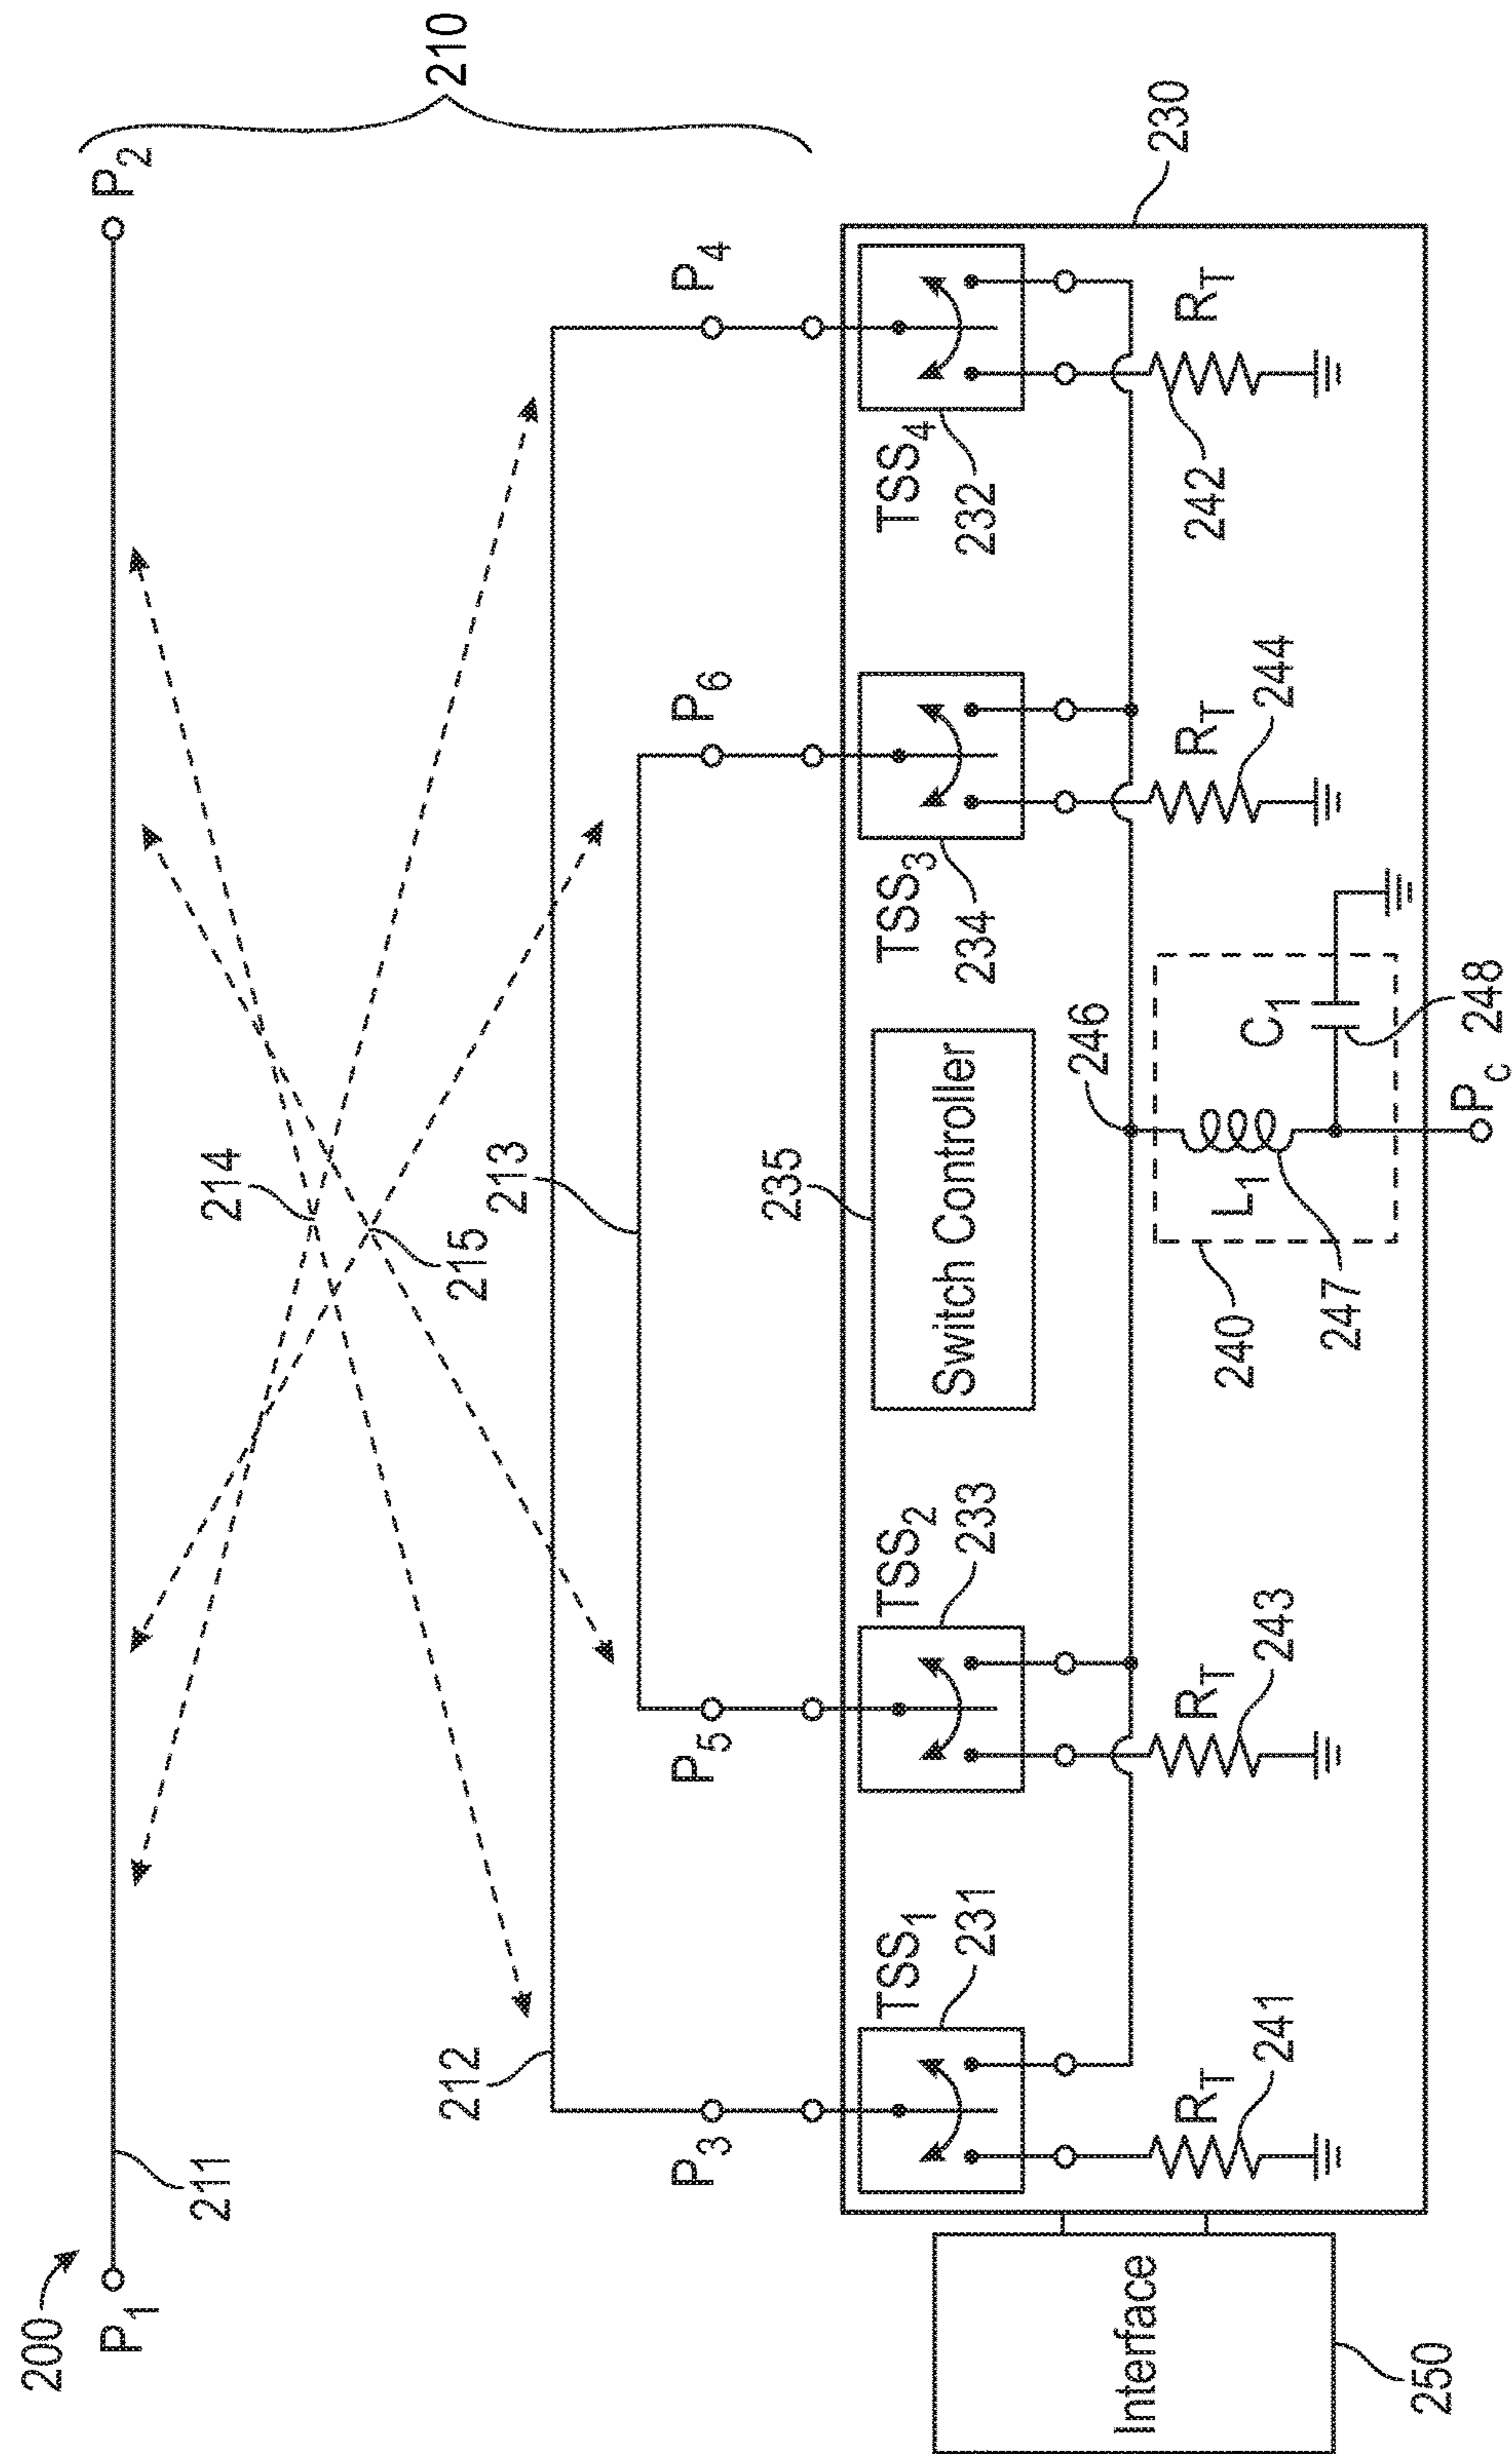 200
P1
211
P2
210
214
215
212
213
P3
P5
P6
P4
TSS1
231
TSS2
233
235
Switch Controller
TSS3
234
TSS4
232
230
246
RT
241
RT
243
240
L1
247
C1
248
RT
244
RT
242
PC
Interface
250